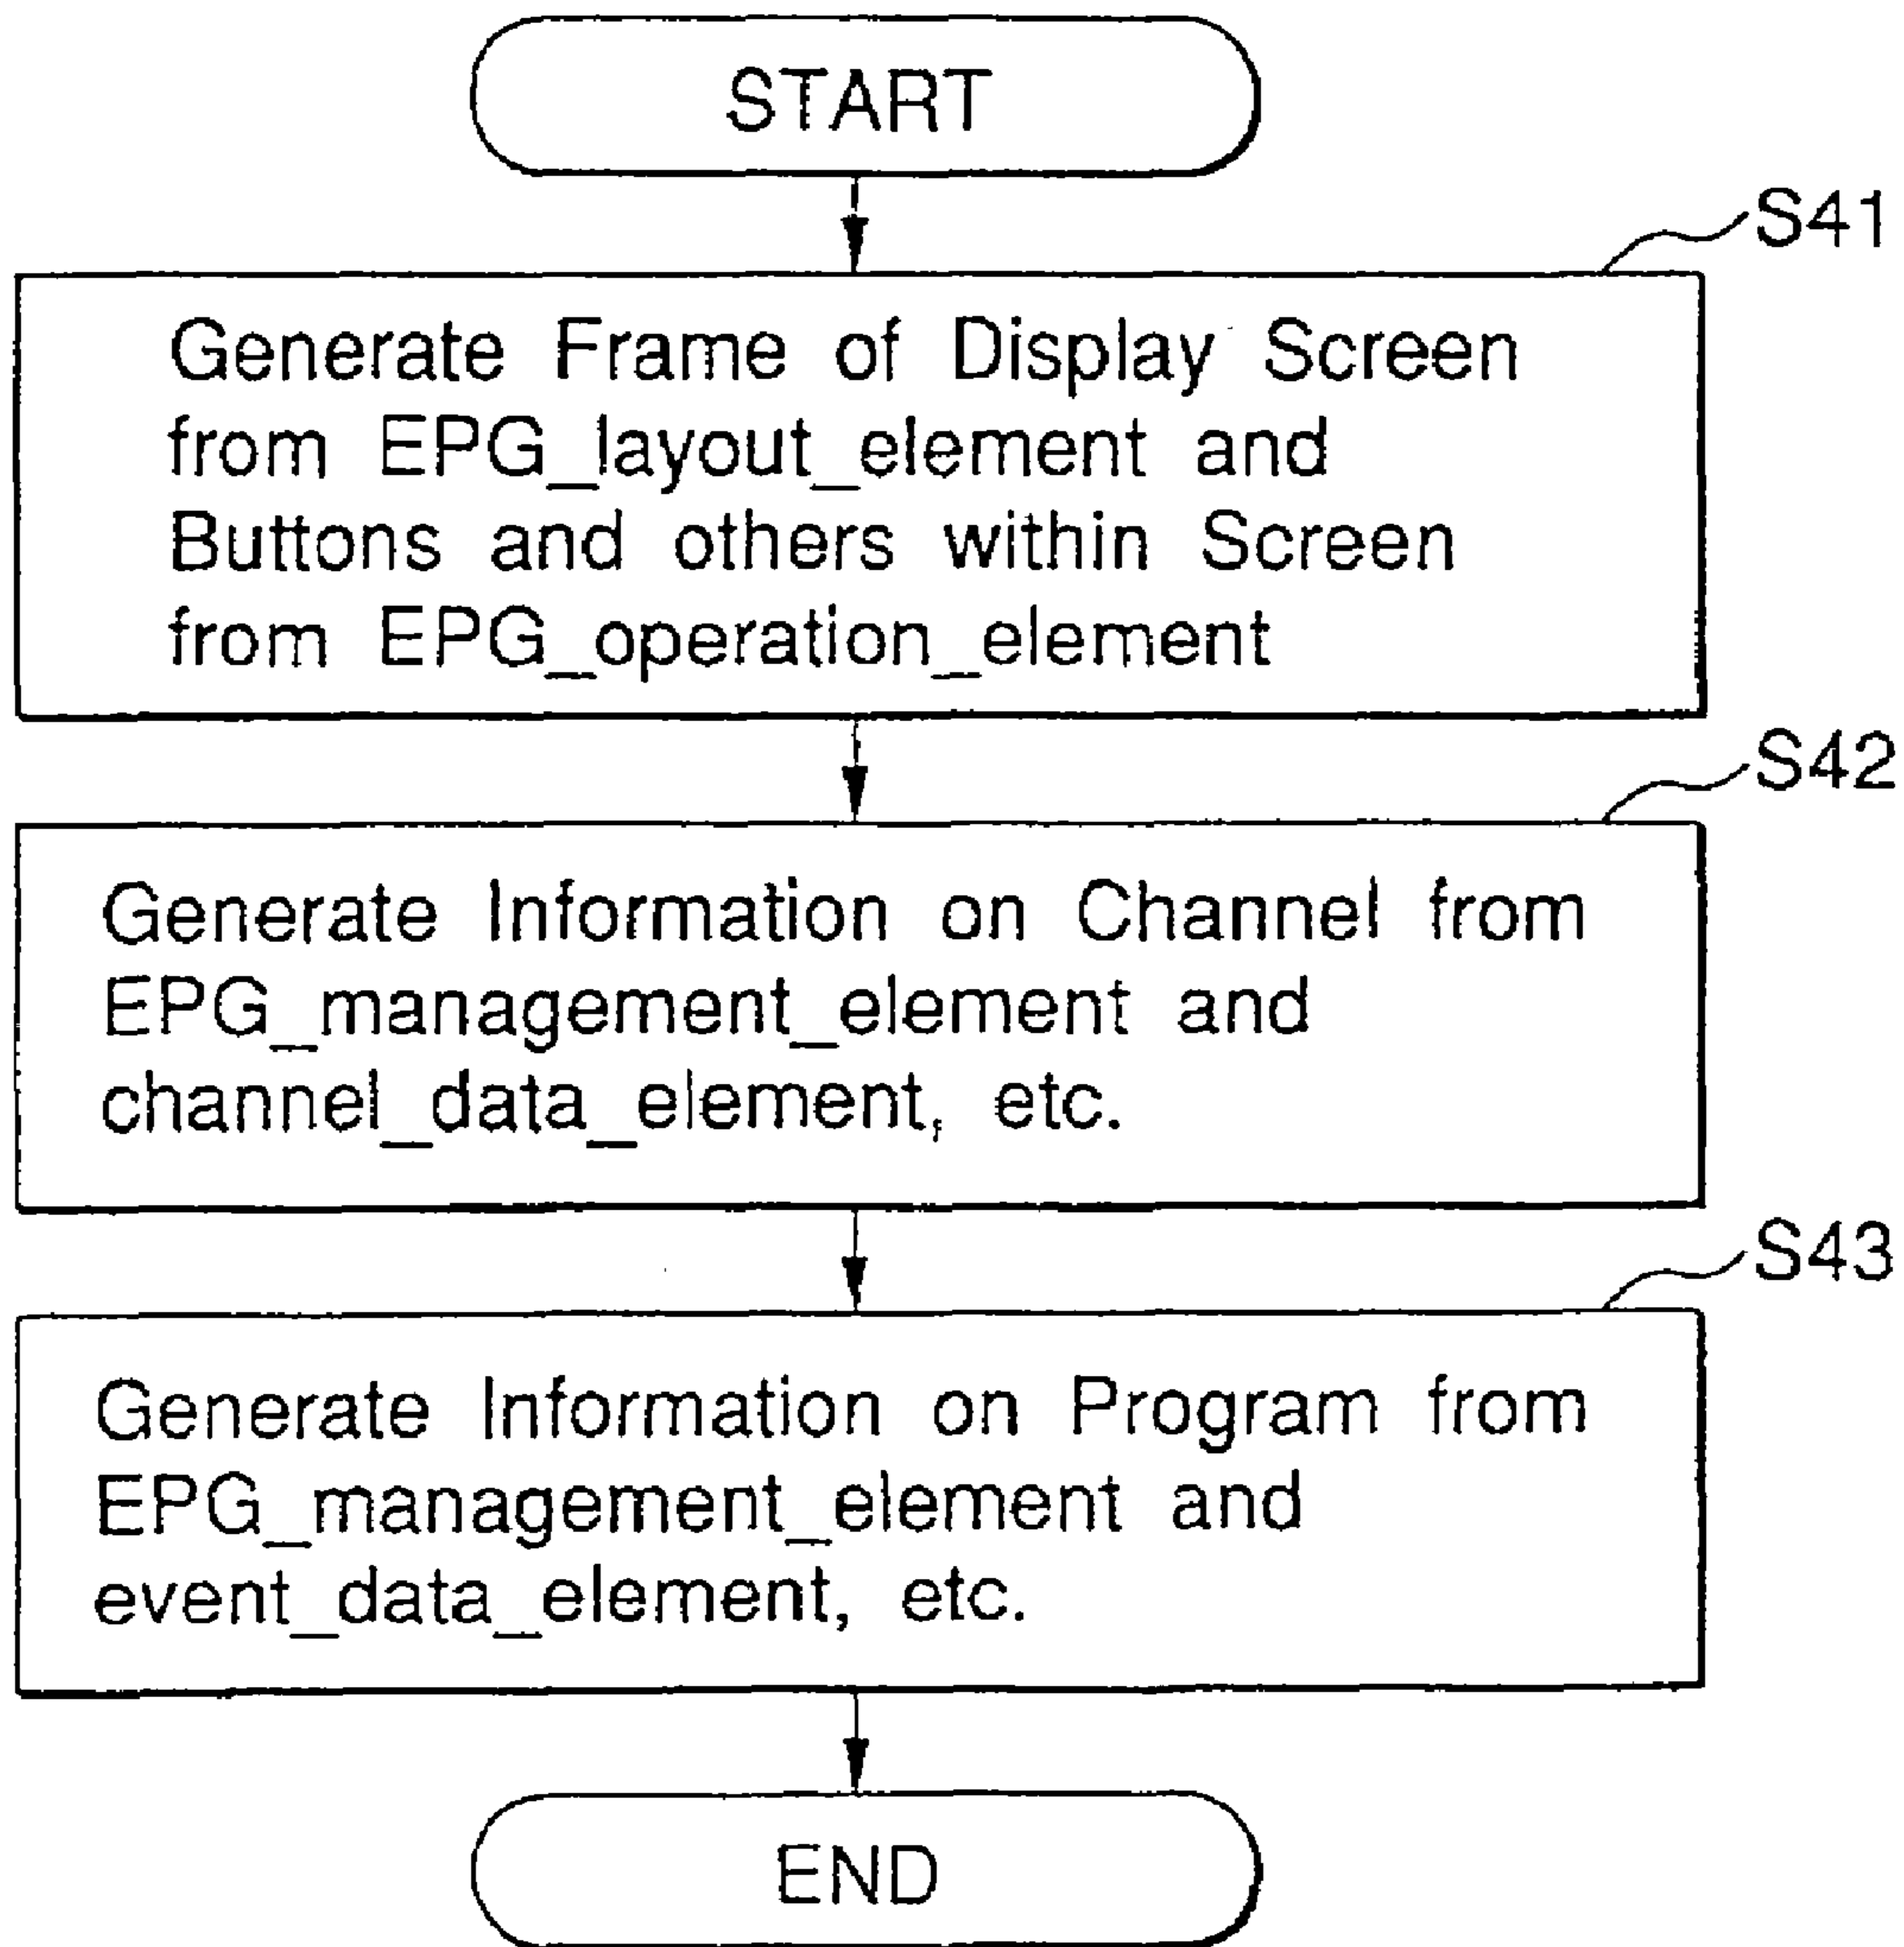 START
S41
Generate Frame of Display Screen
from EPG_layout_element and
Buttons and others within Screen
from EPG_operation_element
S42
Generate Information on Channel from
EPG_management_element and
channel_data_element, etc.
S43
Generate Information on Program from
EPG_management_element and
event_data_element, etc.
END